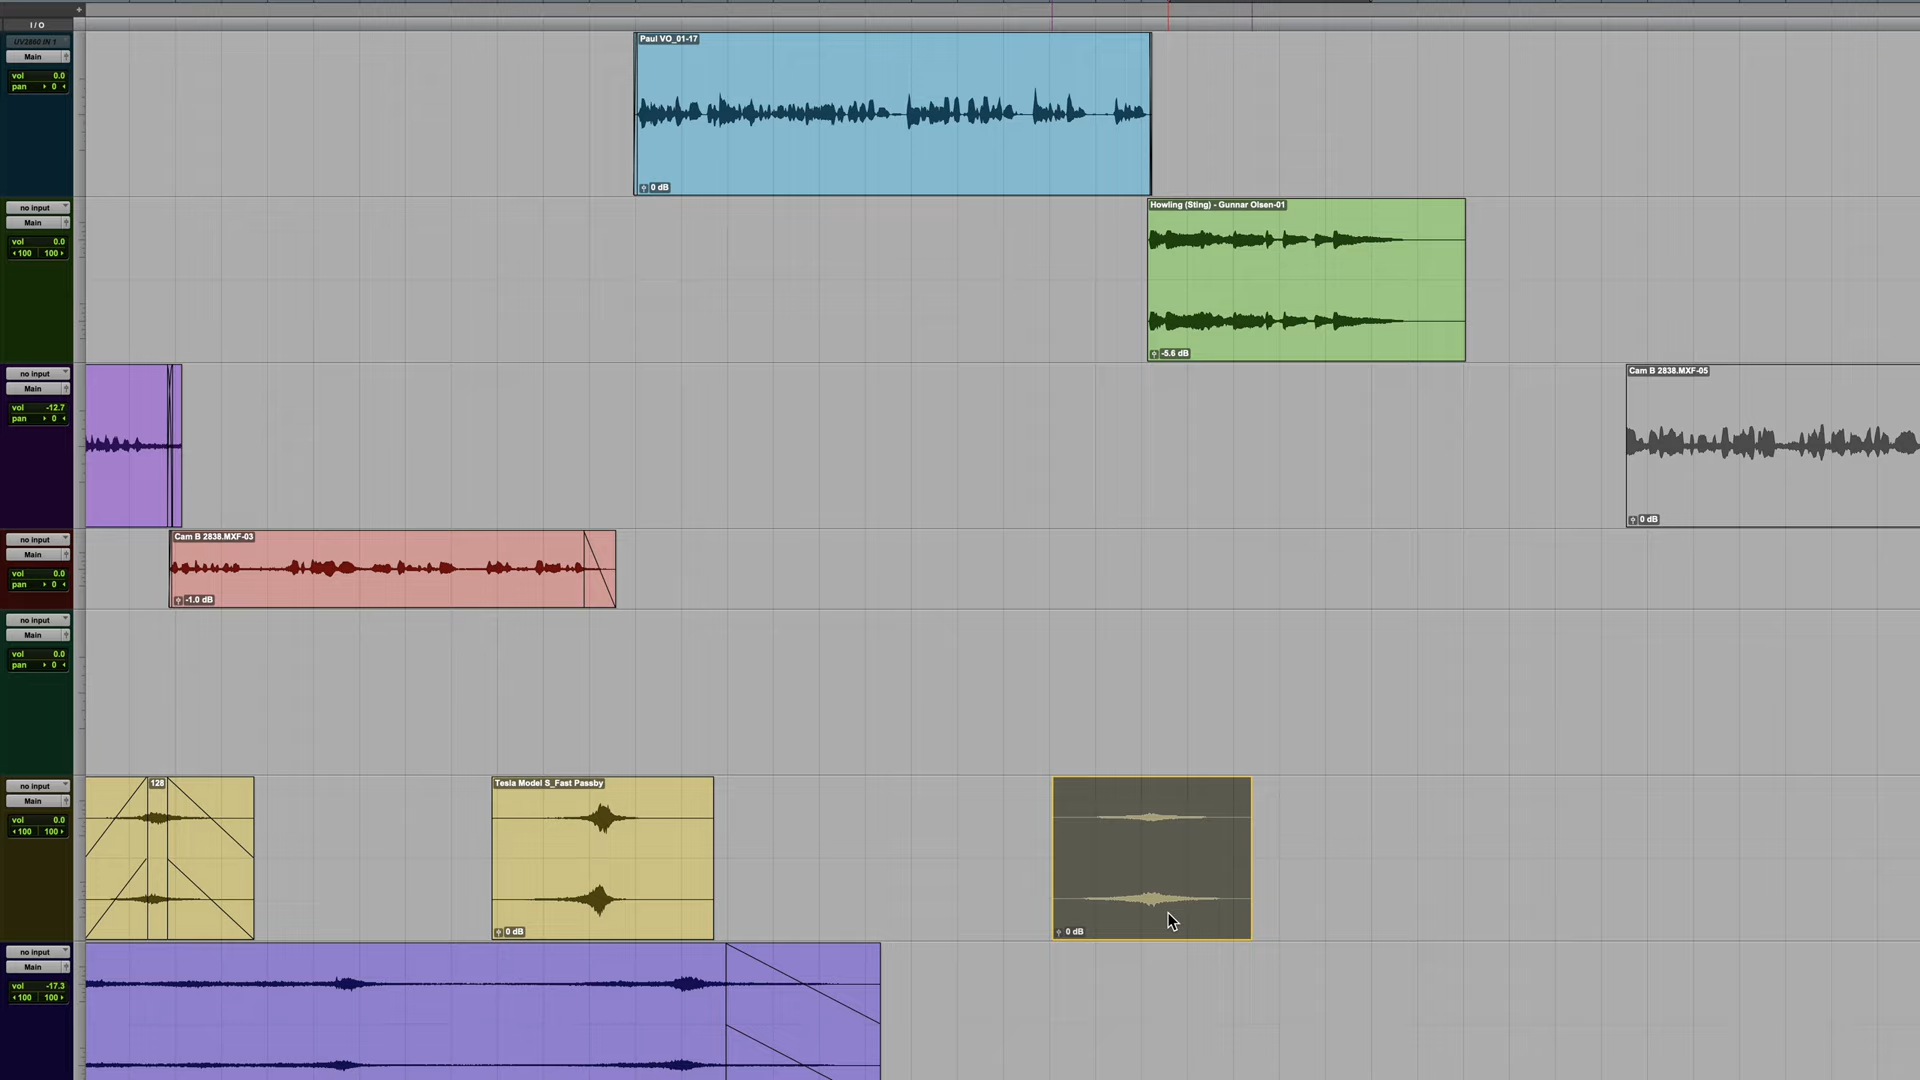 +
I / O
UV2860 IN 1
Main
vol 0.0
pan 0
Paul VO_01-17
0 dB
no input
Main
vol 0.0
100 100
Howling (Sting) - Gunnar Olsen-01
-5.6 dB
no input
Main
vol -12.7
pan 0
Cam B 2838.MXF-05
0 dB
no input
Main
vol 0.0
pan 0
Cam B 2838.MXF-03
-1.0 dB
no input
Main
vol 0.0
pan 0
no input
Main
vol 0.0
100 100
128
Tesla Model S_Fast Passby
0 dB
0 dB
no input
Main
vol -17.3
100 100